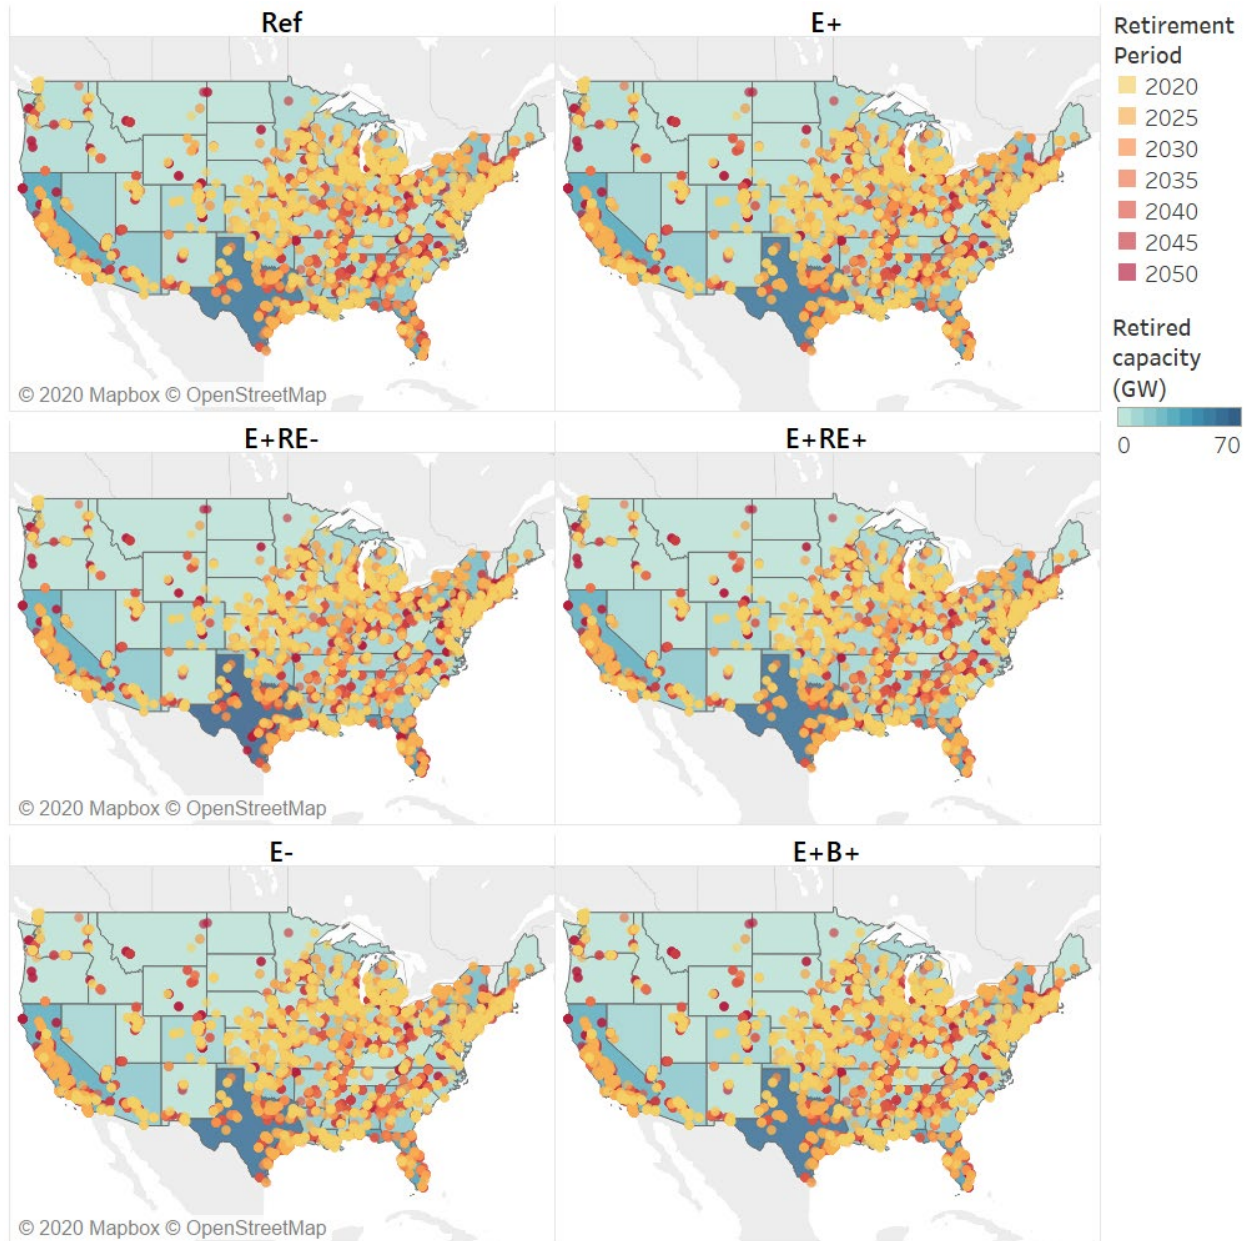 Ref
E+
Retirement
Period
2020
2025
2030
2035
2040
2045
2050
Retired
capacity
(GW)
0 70
© 2020 Mapbox © OpenStreetMap
E+RE-
E+RE+
© 2020 Mapbox © OpenStreetMap
E-
E+B+
© 2020 Mapbox © OpenStreetMap